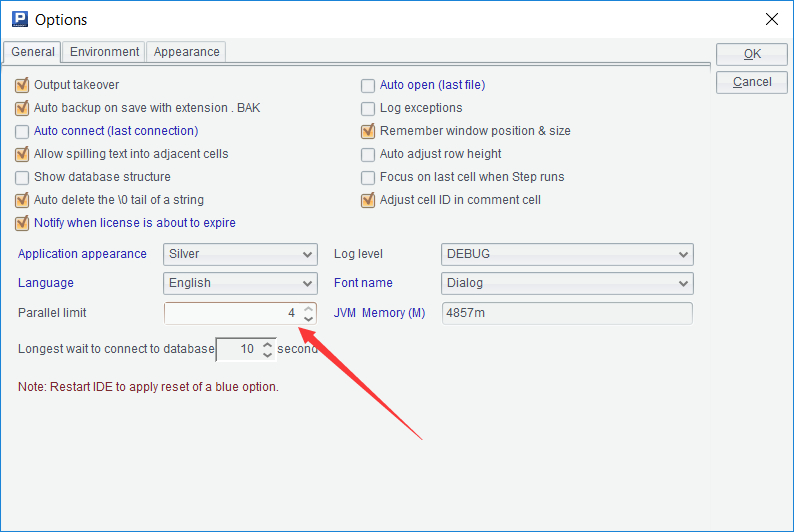 P Options
General Environment Appearance
OK
Cancel
Output takeover
Auto open (last file)
Auto backup on save with extension . BAK
Log exceptions
Auto connect (last connection)
Remember window position & size
Allow spilling text into adjacent cells
Auto adjust row height
Show database structure
Focus on last cell when Step runs
Auto delete the \0 tail of a string
Adjust cell ID in comment cell
Notify when license is about to expire
Application appearance Silver Log level DEBUG
Language English Font name Dialog
Parallel limit 4 JVM Memory (M) 4857m
Longest wait to connect to database 10 second
Note: Restart IDE to apply reset of a blue option.